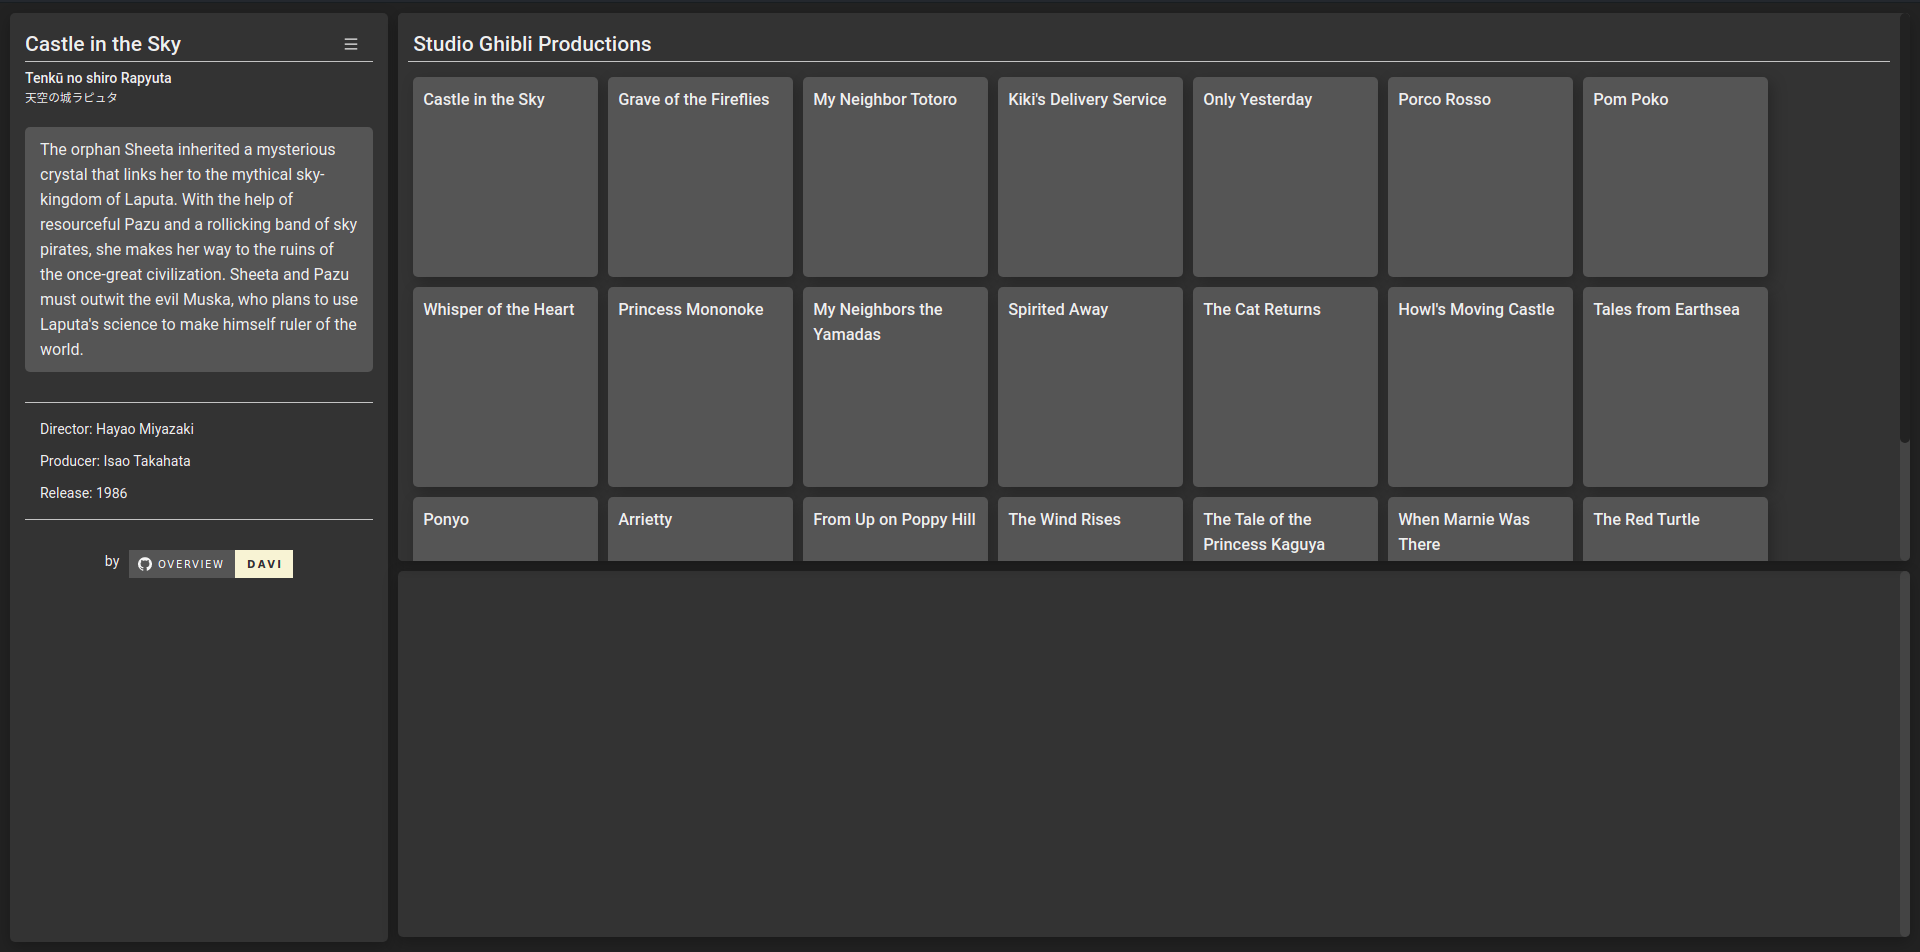 Castle in the Sky
Tenkū no shiro Rapyuta
天空の城ラピュタ
The orphan Sheeta inherited a mysterious
crystal that links her to the mythical sky-
kingdom of Laputa. With the help of
resourceful Pazu and a rollicking band of sky
pirates, she makes her way to the ruins of
the once-great civilization. Sheeta and Pazu
must outwit the evil Muska, who plans to use
Laputa's science to make himself ruler of the
world.
Director: Hayao Miyazaki
Producer: Isao Takahata
Release: 1986
by OVERVIEW DAVI
Studio Ghibli Productions
Castle in the Sky
Grave of the Fireflies
My Neighbor Totoro
Kiki's Delivery Service
Only Yesterday
Porco Rosso
Pom Poko
Whisper of the Heart
Princess Mononoke
My Neighbors the
Yamadas
Spirited Away
The Cat Returns
Howl's Moving Castle
Tales from Earthsea
Ponyo
Arrietty
From Up on Poppy Hill
The Wind Rises
The Tale of the
Princess Kaguya
When Marnie Was
There
The Red Turtle